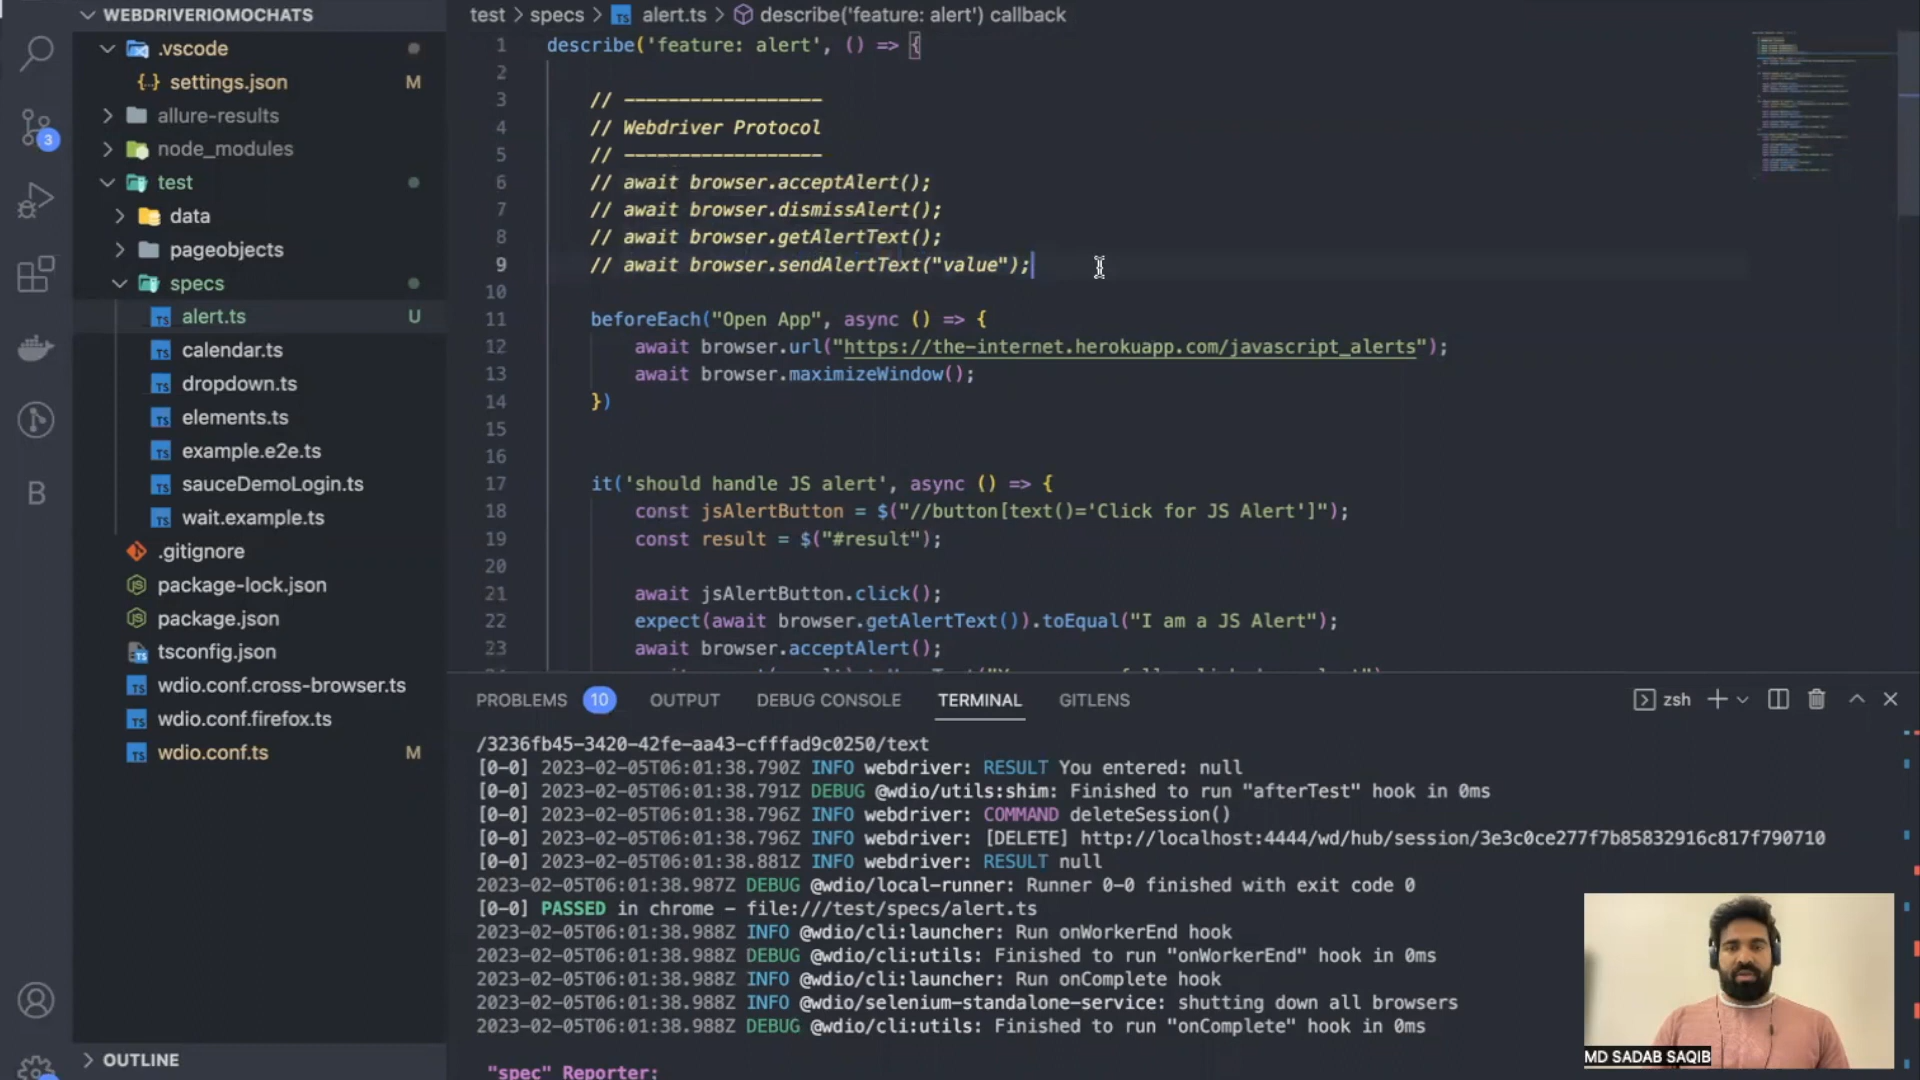 WEBDRIVERIOMOCHATS
.vscode
settings.json M
allure-results
node_modules
test
data
pageobjects
specs
alert.ts U
calendar.ts
dropdown.ts
elements.ts
example.e2e.ts
sauceDemoLogin.ts
wait.example.ts
.gitignore
package-lock.json
package.json
tsconfig.json
wdio.conf.cross-browser.ts
wdio.conf.firefox.ts
wdio.conf.ts M
OUTLINE
3
B
test > specs > TS alert.ts > describe('feature: alert') callback
1 describe('feature: alert', () => {
2
3 // ------------------
4 // Webdriver Protocol
5 // ------------------
6 // await browser.acceptAlert();
7 // await browser.dismissAlert();
8 // await browser.getAlertText();
9 // await browser.sendAlertText("value");
10
11 beforeEach("Open App", async () => {
12 await browser.url("https://the-internet.herokuapp.com/javascript_alerts");
13 await browser.maximizeWindow();
14 })
15
16
17 it('should handle JS alert', async () => {
18 const jsAlertButton = $("//button[text()='Click for JS Alert']");
19 const result = $("#result");
20
21 await jsAlertButton.click();
22 expect(await browser.getAlertText()).toEqual("I am a JS Alert");
23 await browser.acceptAlert();
PROBLEMS 10 OUTPUT DEBUG CONSOLE TERMINAL GITLENS zsh
/3236fb45-3420-42fe-aa43-cfffad9c0250/text
[0-0] 2023-02-05T06:01:38.790Z INFO webdriver: RESULT You entered: null
[0-0] 2023-02-05T06:01:38.791Z DEBUG @wdio/utils:shim: Finished to run "afterTest" hook in 0ms
[0-0] 2023-02-05T06:01:38.796Z INFO webdriver: COMMAND deleteSession()
[0-0] 2023-02-05T06:01:38.796Z INFO webdriver: [DELETE] http://localhost:4444/wd/hub/session/3e3c0ce277f7b85832916c817f790710
[0-0] 2023-02-05T06:01:38.881Z INFO webdriver: RESULT null
2023-02-05T06:01:38.987Z DEBUG @wdio/local-runner: Runner 0-0 finished with exit code 0
[0-0] PASSED in chrome - file:///test/specs/alert.ts
2023-02-05T06:01:38.988Z INFO @wdio/cli:launcher: Run onWorkerEnd hook
2023-02-05T06:01:38.988Z DEBUG @wdio/cli:utils: Finished to run "onWorkerEnd" hook in 0ms
2023-02-05T06:01:38.988Z INFO @wdio/cli:launcher: Run onComplete hook
2023-02-05T06:01:38.988Z INFO @wdio/selenium-standalone-service: shutting down all browsers
2023-02-05T06:01:38.988Z DEBUG @wdio/cli:utils: Finished to run "onComplete" hook in 0ms
"spec" Reporter:
MD SADAB SAQIB